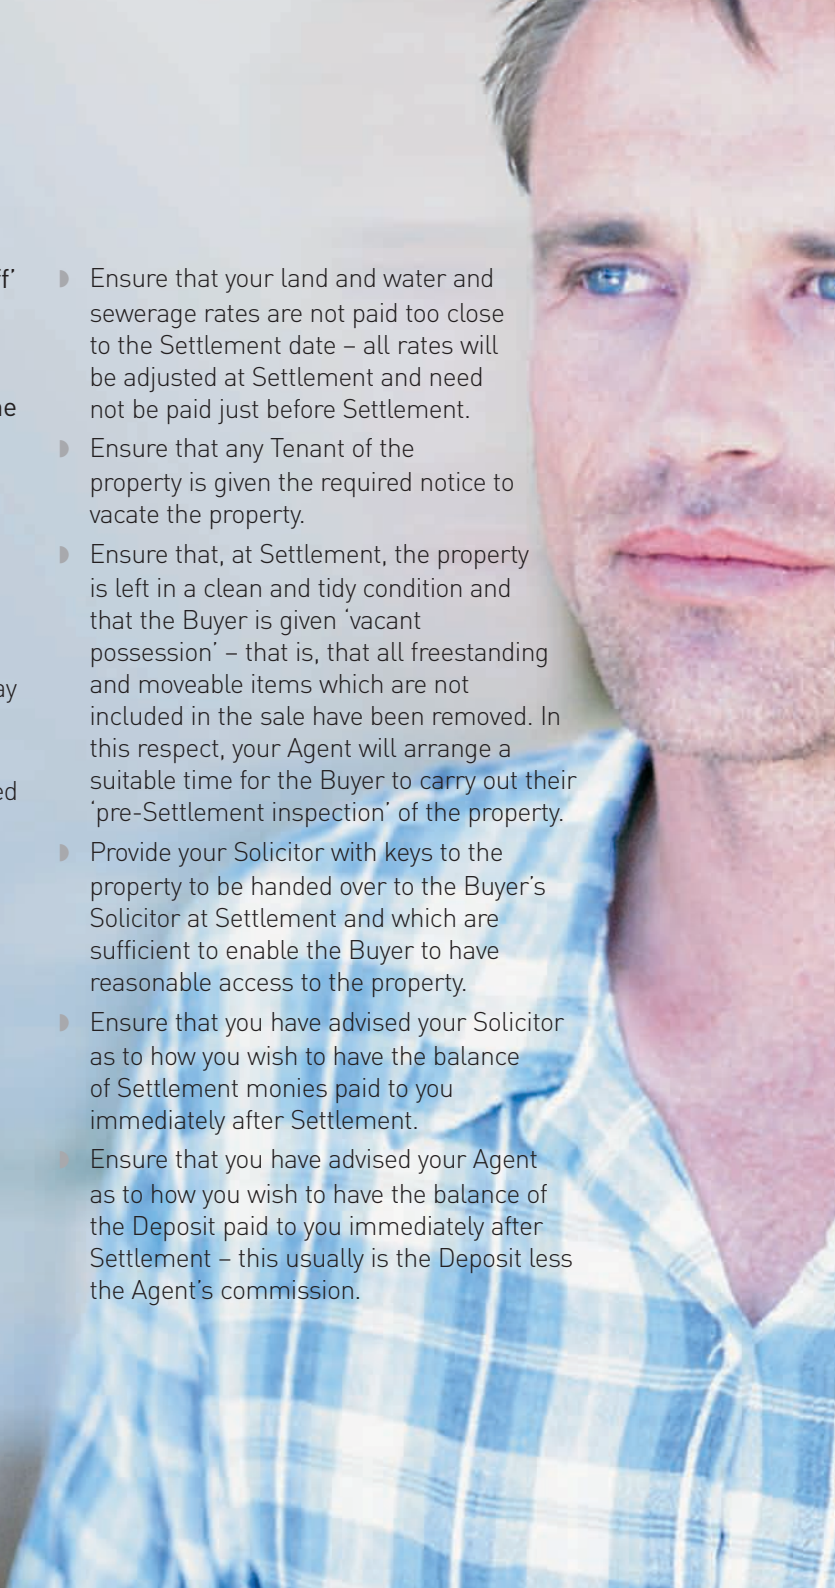 f’
ne
ay
ed
Ensure that your land and water and
sewerage rates are not paid too close
to the Settlement date – all rates will
be adjusted at Settlement and need
not be paid just before Settlement.
Ensure that any Tenant of the
property is given the required notice to
vacate the property.
Ensure that, at Settlement, the property
is left in a clean and tidy condition and
that the Buyer is given ‘vacant
possession’ – that is, that all freestanding
and moveable items which are not
included in the sale have been removed. In
this respect, your Agent will arrange a
suitable time for the Buyer to carry out their
‘pre-Settlement inspection’ of the property.
Provide your Solicitor with keys to the
property to be handed over to the Buyer’s
Solicitor at Settlement and which are
sufficient to enable the Buyer to have
reasonable access to the property.
Ensure that you have advised your Solicitor
as to how you wish to have the balance
of Settlement monies paid to you
immediately after Settlement.
Ensure that you have advised your Agent
as to how you wish to have the balance of
the Deposit paid to you immediately after
Settlement – this usually is the Deposit less
the Agent’s commission.